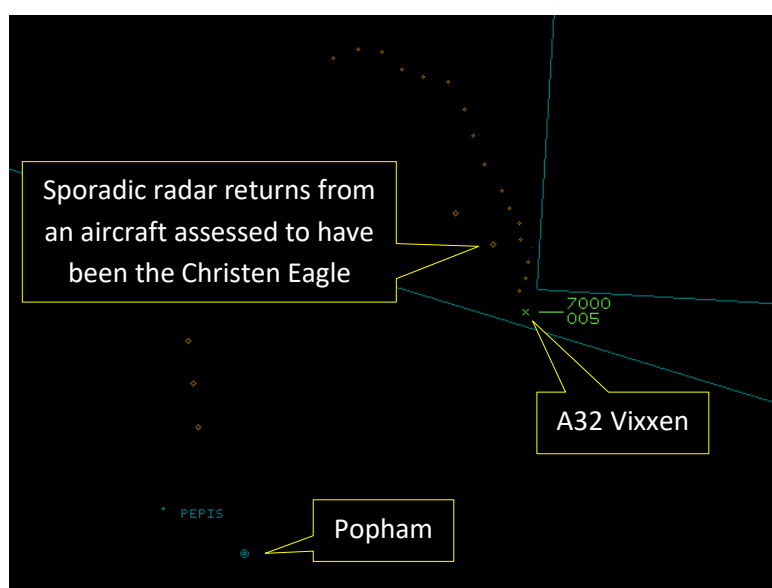 Sporadic radar returns from
an aircraft assessed to have
been the Christen Eagle
7000
005
A32 Vixxen
PEPIS
Popham